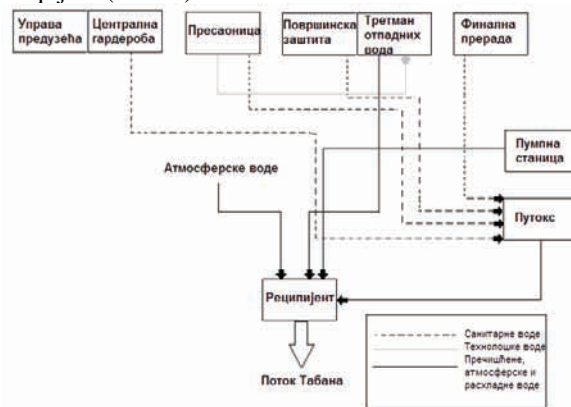 Управа
предузећа
Централна
гардероба
Пресаоница
Површинска
заштита
Третман
отпадних
вода
Финална
прерада
Пумпна
станица
Атмосферске воде
Путокс
Реципијент
Поток Табана
Санитарне воде
Технолошке воде
Пречишћене,
атмосферске и
расхладне воде